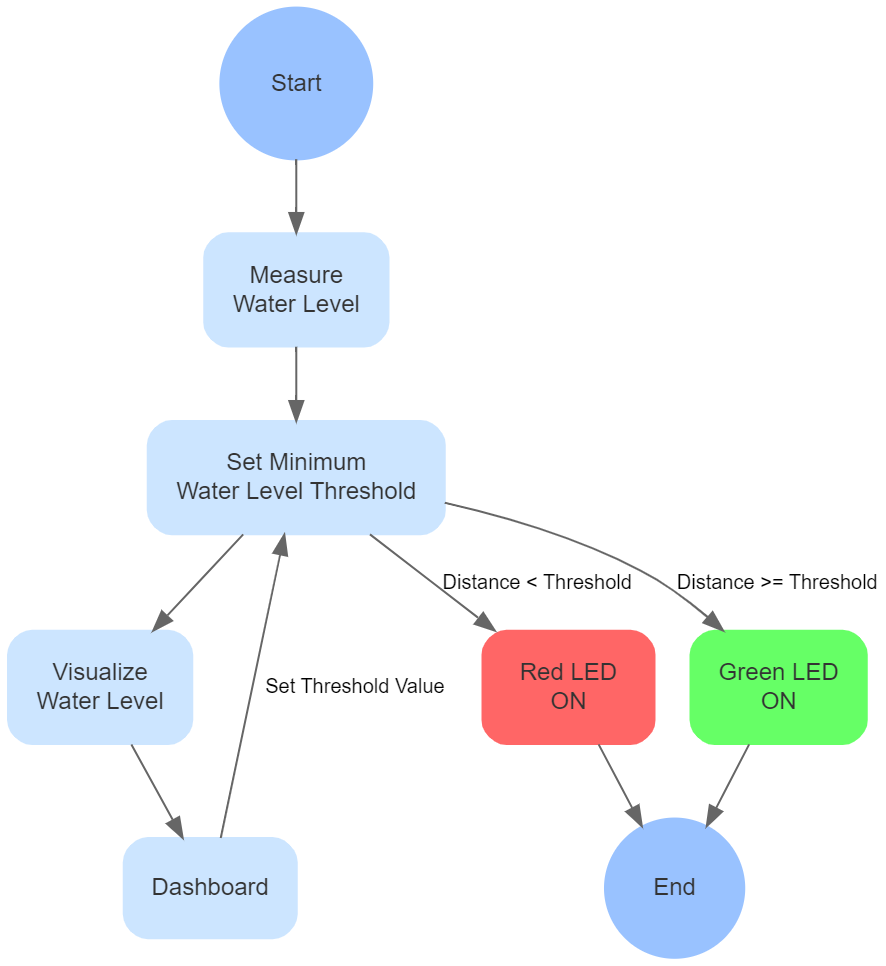 Start
Measure
Water Level
Set Minimum
Water Level Threshold
Distance < Threshold
Distance >= Threshold
Visualize
Water Level
Set Threshold Value
Red LED
ON
Green LED
ON
Dashboard
End